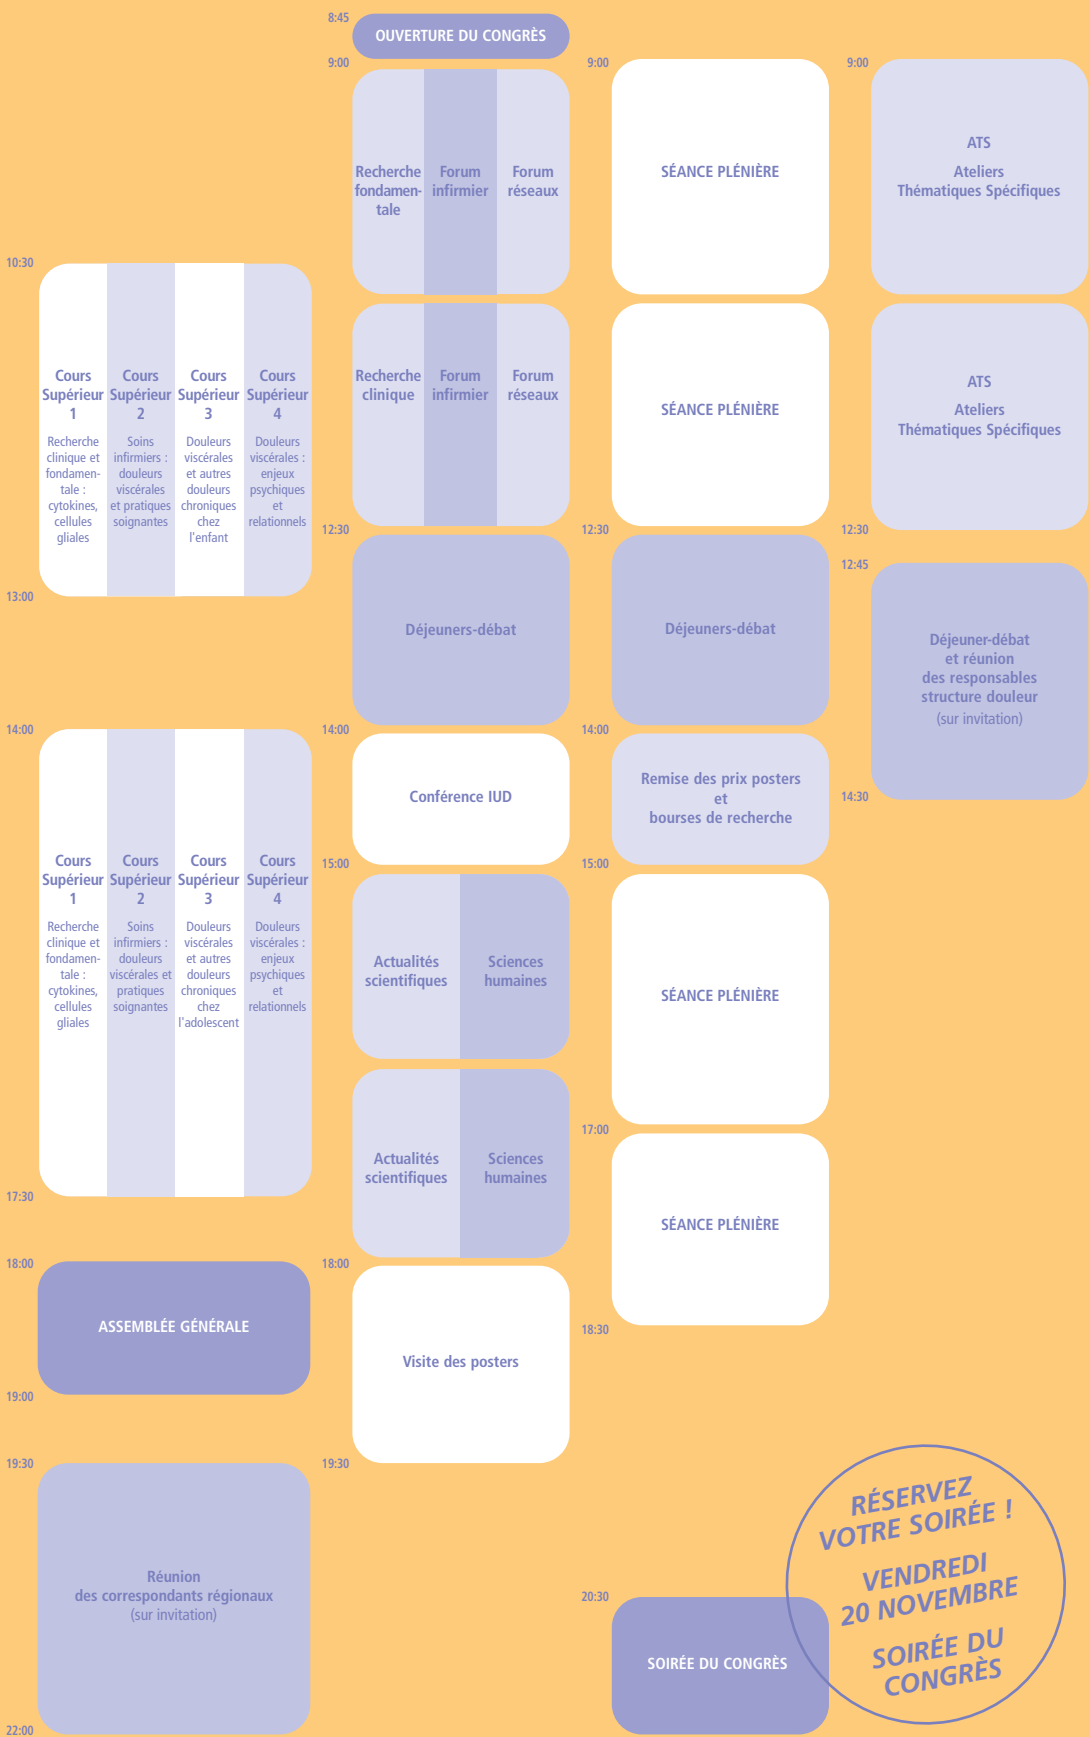 10:30
Cours
Supérieur
1
Recherche
clinique et
fondamen-
tale :
cytokines,
cellules
gliales
Cours
Supérieur
2
Soins
infirmiers :
douleurs
viscérales
et pratiques
soignantes
Cours
Supérieur
3
Douleurs
viscérales
et autres
douleurs
chroniques
chez
l'enfant
Cours
Supérieur
4
Douleurs
viscérales :
enjeux
psychiques
et
relationnels
13:00
14:00
Cours
Supérieur
1
Recherche
clinique et
fondamen-
tale :
cytokines,
cellules
gliales
Cours
Supérieur
2
Soins
infirmiers :
douleurs
viscérales et
pratiques
soignantes
Cours
Supérieur
3
Douleurs
viscérales
et autres
douleurs
chroniques
chez
l'adolescent
Cours
Supérieur
4
Douleurs
viscérales :
enjeux
psychiques
et
relationnels
17:30
18:00
ASSEMBLÉE GÉNÉRALE
19:00
19:30
Réunion
des correspondants régionaux
(sur invitation)
22:00
8:45
OUVERTURE DU CONGRÈS
9:00
Recherche
fondamen-
tale
Forum
infirmier
Forum
réseaux
Recherche
clinique
Forum
infirmier
Forum
réseaux
12:30
Déjeuners-débat
14:00
Conférence IUD
15:00
Actualités
scientifiques
Sciences
humaines
Actualités
scientifiques
Sciences
humaines
18:00
Visite des posters
19:30
9:00
SÉANCE PLÉNIÈRE
SÉANCE PLÉNIÈRE
12:30
Déjeuners-débat
14:00
Remise des prix posters
et
bourses de recherche
15:00
SÉANCE PLÉNIÈRE
17:00
SÉANCE PLÉNIÈRE
18:30
20:30
SOIRÉE DU CONGRÈS
9:00
ATS
Ateliers
Thématiques Spécifiques
ATS
Ateliers
Thématiques Spécifiques
12:30
12:45
Déjeuner-débat
et réunion
des responsables
structure douleur
(sur invitation)
14:30
RÉSERVEZ
VOTRE SOIRÉE !
VENDREDI
20 NOVEMBRE
SOIRÉE DU
CONGRÈS